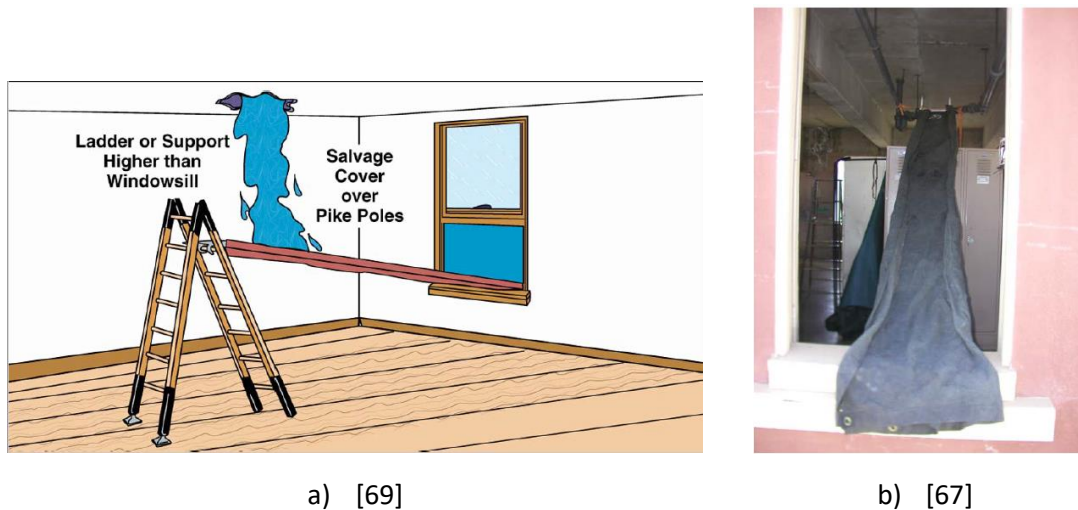 Ladder or Support
Higher than
Windowsill
Salvage
Cover
over
Pike Poles
a) [69]
b) [67]